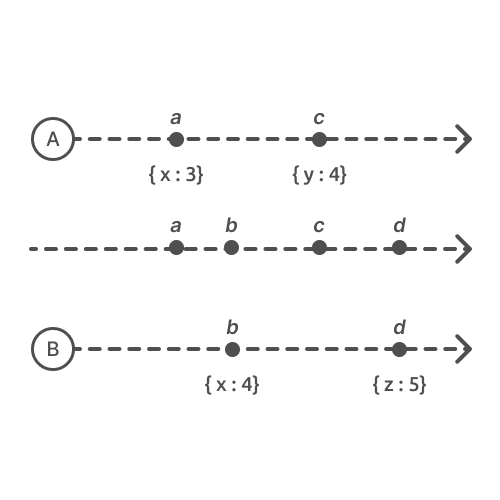 a c
A
{ x : 3} { y : 4}
a b c d
b d
B
{ x : 4} { z : 5}